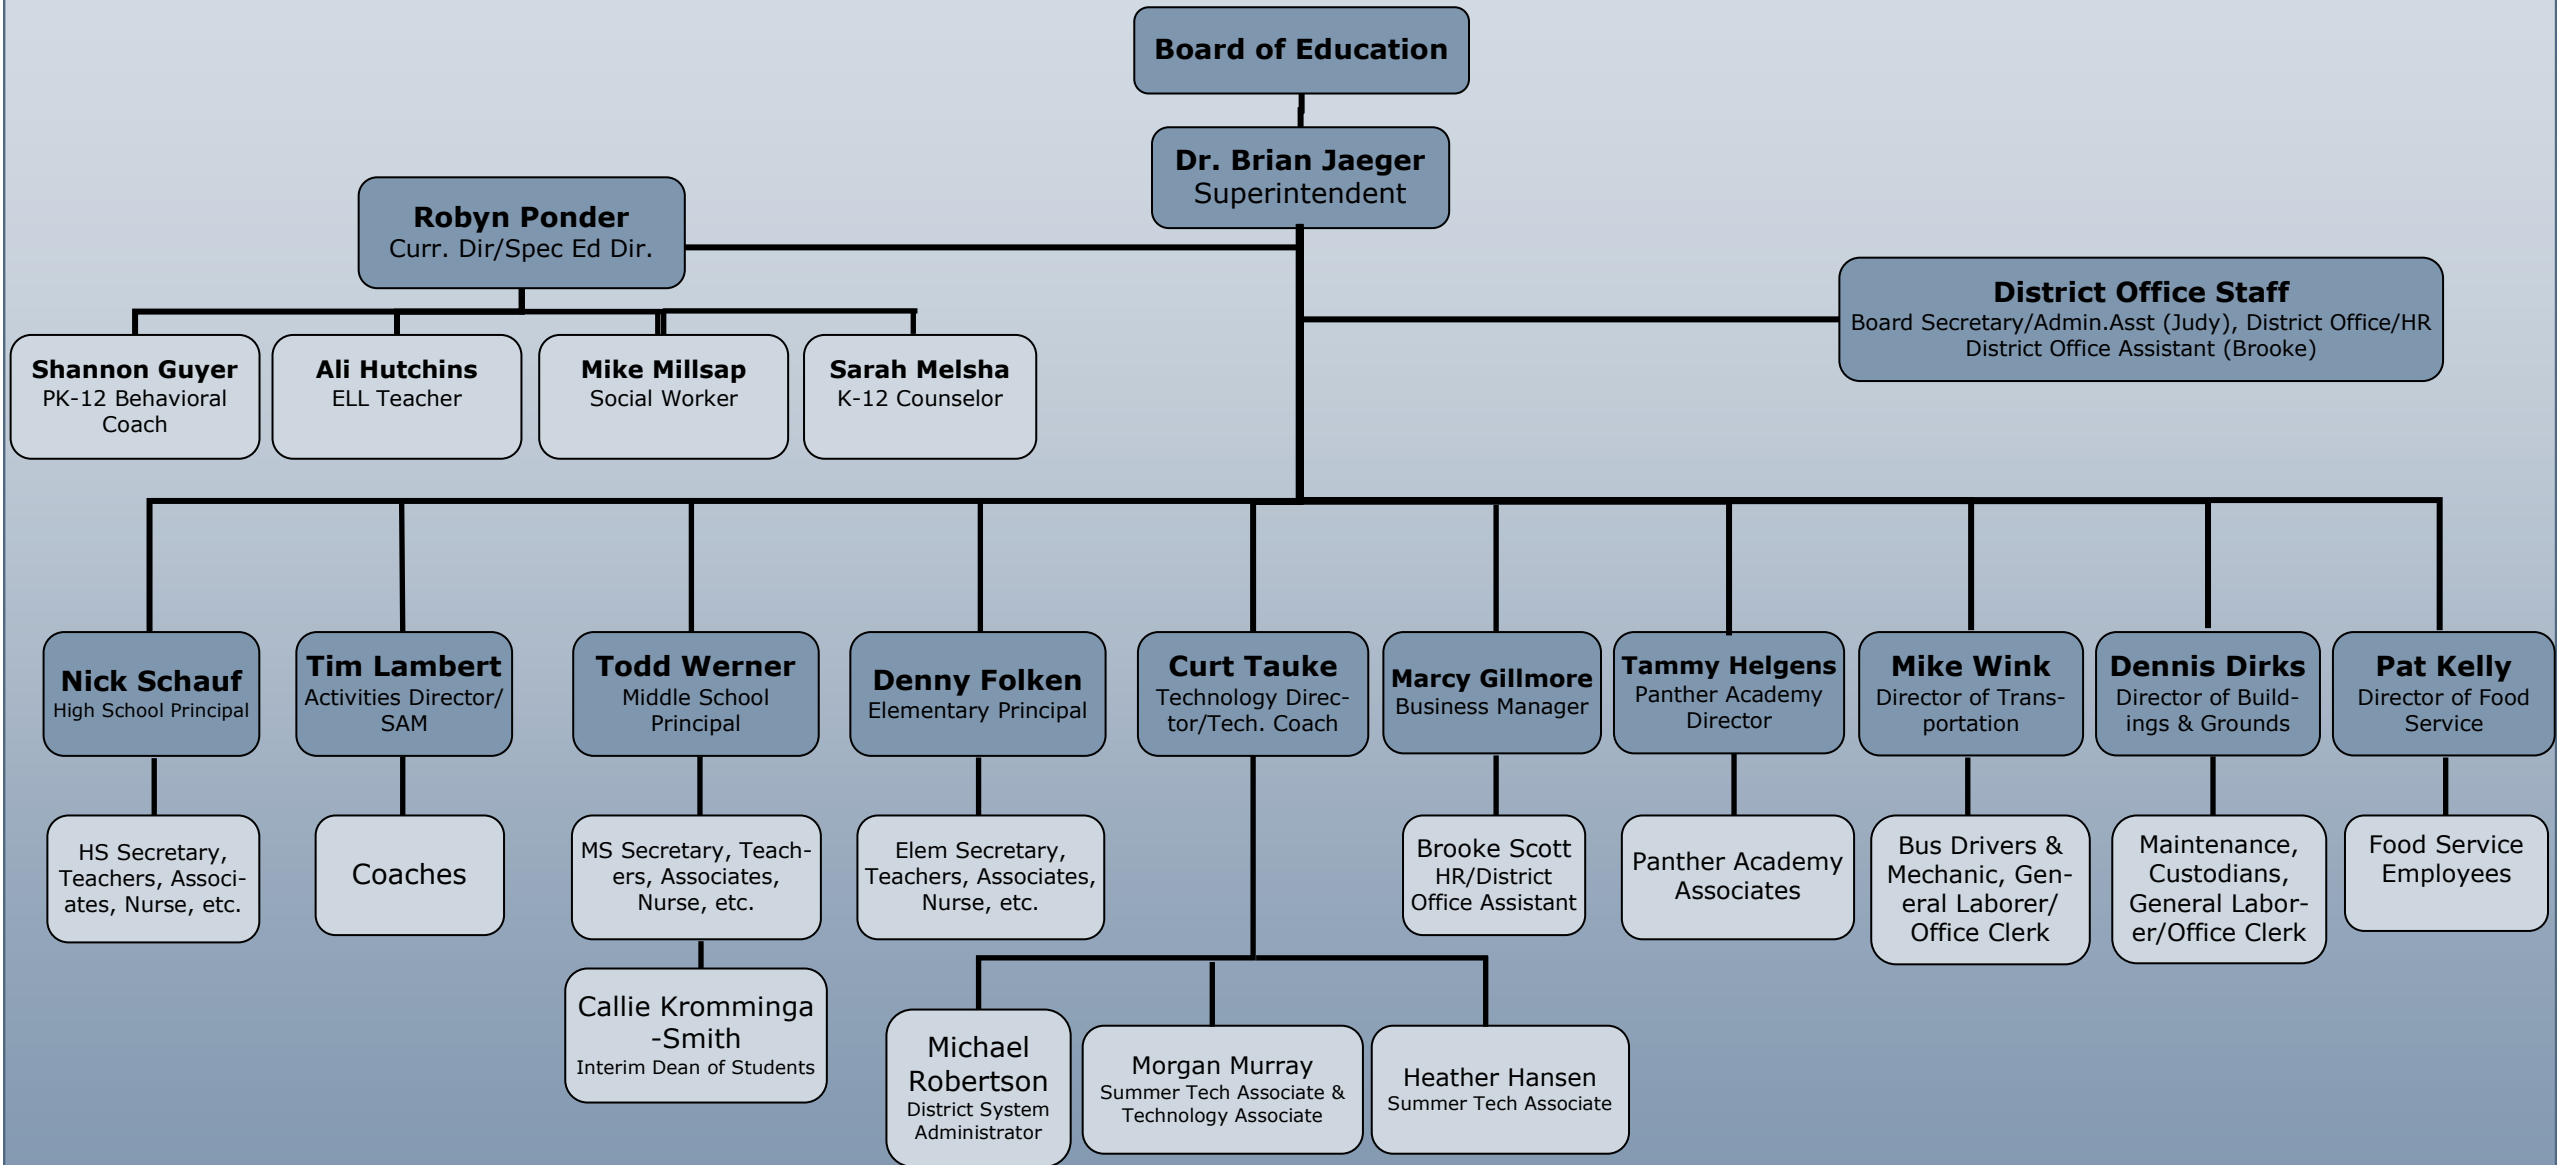 Board of Education
Dr. Brian Jaeger
Superintendent
Robyn Ponder
Curr. Dir/Spec Ed Dir.
District Office Staff
Board Secretary/Admin.Asst (Judy), District Office/HR
District Office Assistant (Brooke)
Shannon Guyer
PK-12 Behavioral
Coach
Ali Hutchins
ELL Teacher
Mike Millsap
Social Worker
Sarah Melsha
K-12 Counselor
Nick Schauf
High School Principal
Tim Lambert
Activities Director/
SAM
Todd Werner
Middle School
Principal
Denny Folken
Elementary Principal
Curt Tauke
Technology Direc-
tor/Tech. Coach
Marcy Gillmore
Business Manager
Tammy Helgens
Panther Academy
Director
Mike Wink
Director of Trans-
portation
Dennis Dirks
Director of Build-
ings & Grounds
Pat Kelly
Director of Food
Service
HS Secretary,
Teachers, Associ-
ates, Nurse, etc.
Coaches
MS Secretary, Teach-
ers, Associates,
Nurse, etc.
Elem Secretary,
Teachers, Associates,
Nurse, etc.
Brooke Scott
HR/District
Office Assistant
Panther Academy
Associates
Bus Drivers &
Mechanic, Gen-
eral Laborer/
Office Clerk
Maintenance,
Custodians,
General Labor-
er/Office Clerk
Food Service
Employees
Callie Kromminga
-Smith
Interim Dean of Students
Michael
Robertson
District System
Administrator
Morgan Murray
Summer Tech Associate &
Technology Associate
Heather Hansen
Summer Tech Associate